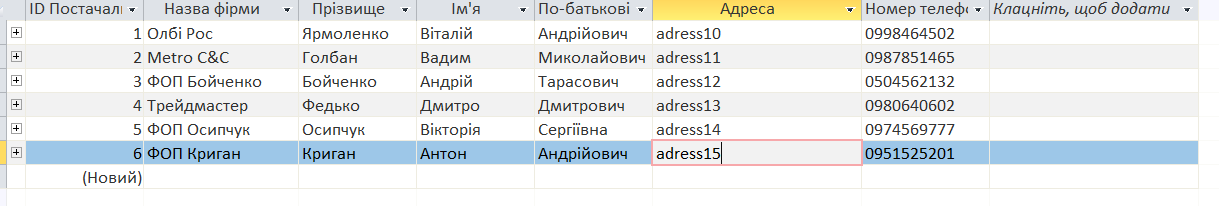 ID Постачал Назва фірми Прізвище Ім'я По-батькові Адреса Номер телефо Клацніть, щоб додати
1 Олбі Рос Ярмоленко Віталій Андрійович adress10 0998464502
2 Metro C&C Голбан Вадим Миколайович adress11 0987851465
3 ФОП Бойченко Бойченко Андрій Тарасович adress12 0504562132
4 Трейдмастер Федько Дмитро Дмитрович adress13 0980640602
5 ФОП Осипчук Осипчук Вікторія Сергіївна adress14 0974569777
6 ФОП Криган Криган Антон Андрійович adress15 0951525201
(Новий)